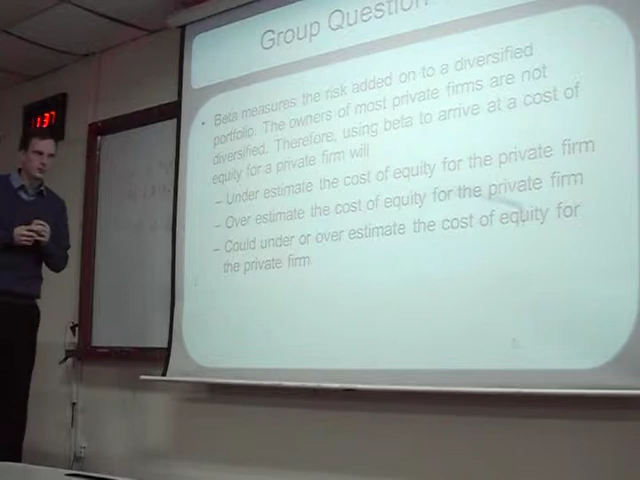 11:37
Group Question
• Beta measures the risk added on to a diversified
portfolio. The owners of most private firms are not
diversified. Therefore, using beta to arrive at a cost of
equity for a private firm will
– Under estimate the cost of equity for the private firm
– Over estimate the cost of equity for the private firm
– Could under or over estimate the cost of equity for
the private firm